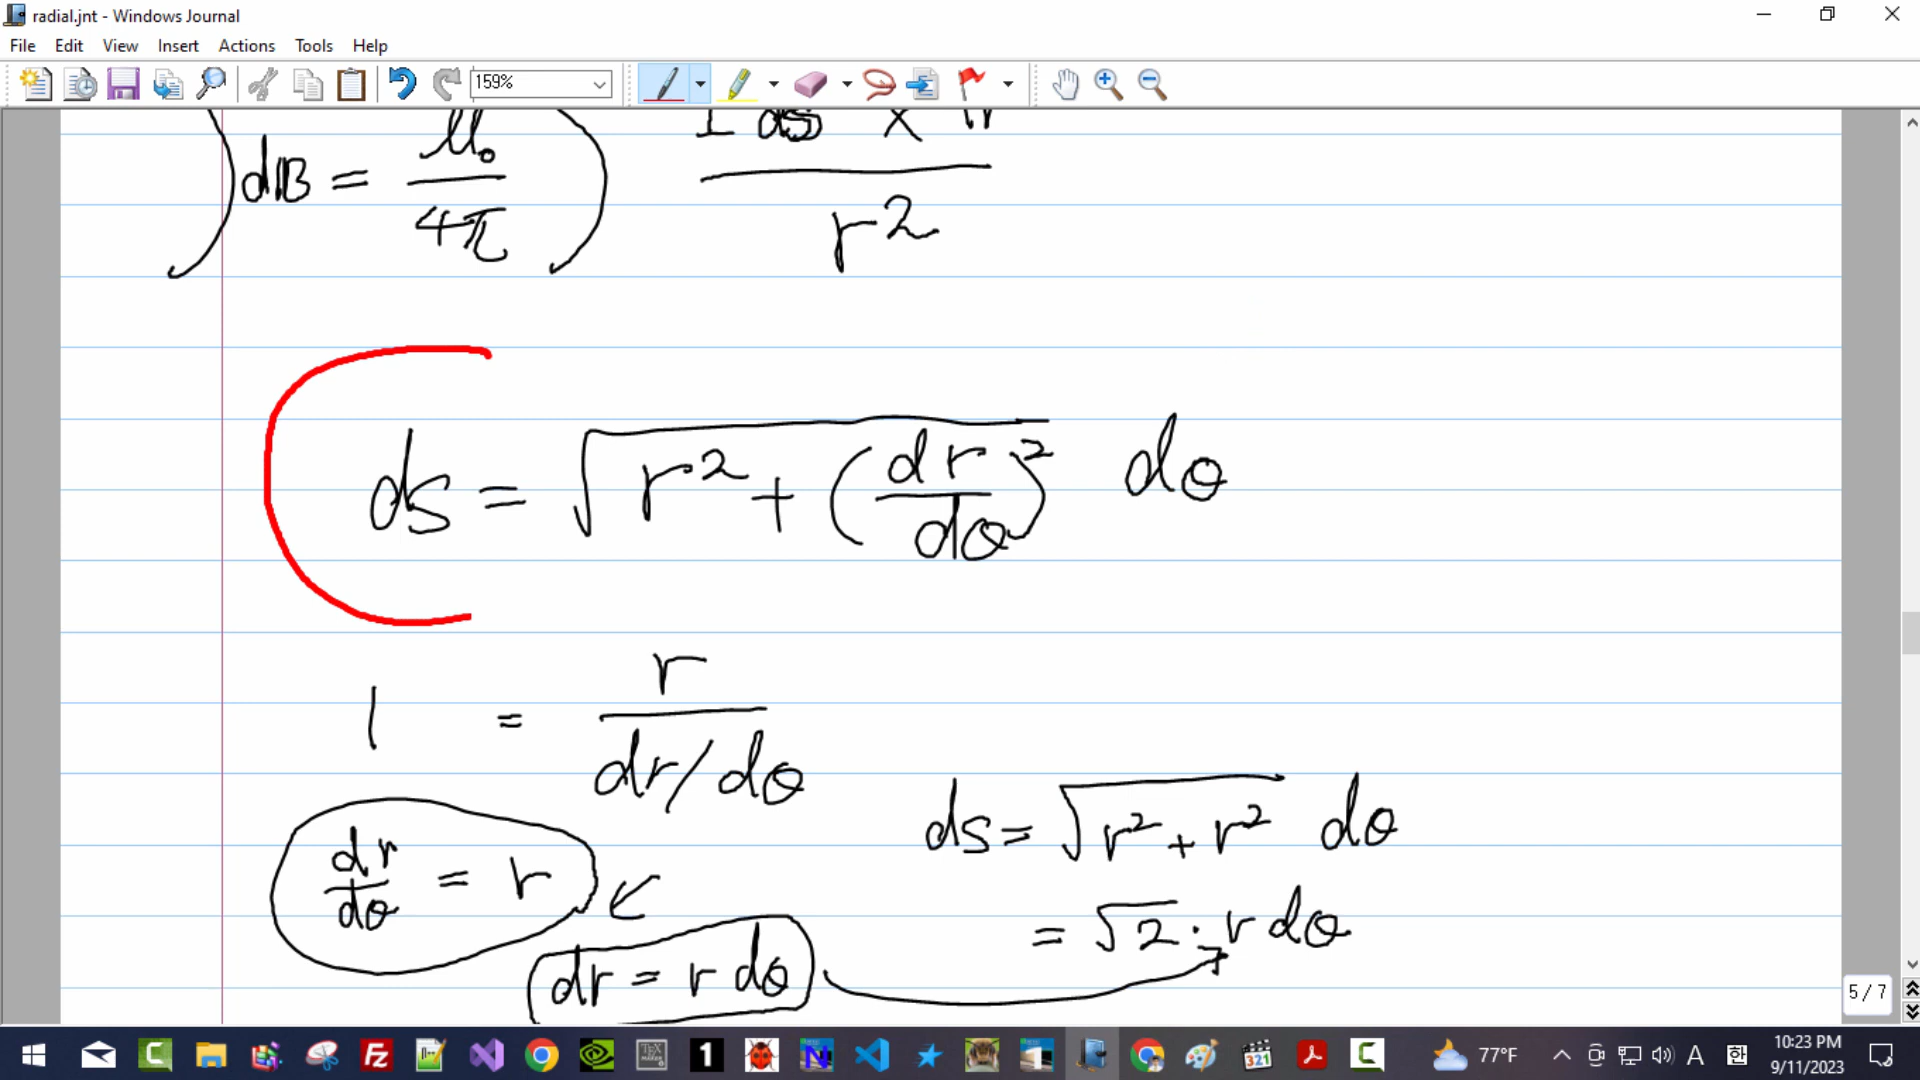 radial.jnt - Windows Journal
File Edit View Insert Actions Tools Help
159%
dB = μ₀ / 4π I ds × r / r²
ds = √(r² + (dr/dθ)²) dθ
1 = r / (dr/dθ)
ds = √(r² + r²) dθ
dr/dθ = r
= √2 · r dθ
dr = r dθ
5 / 7
77°F A 한 10:23 PM
9/11/2023